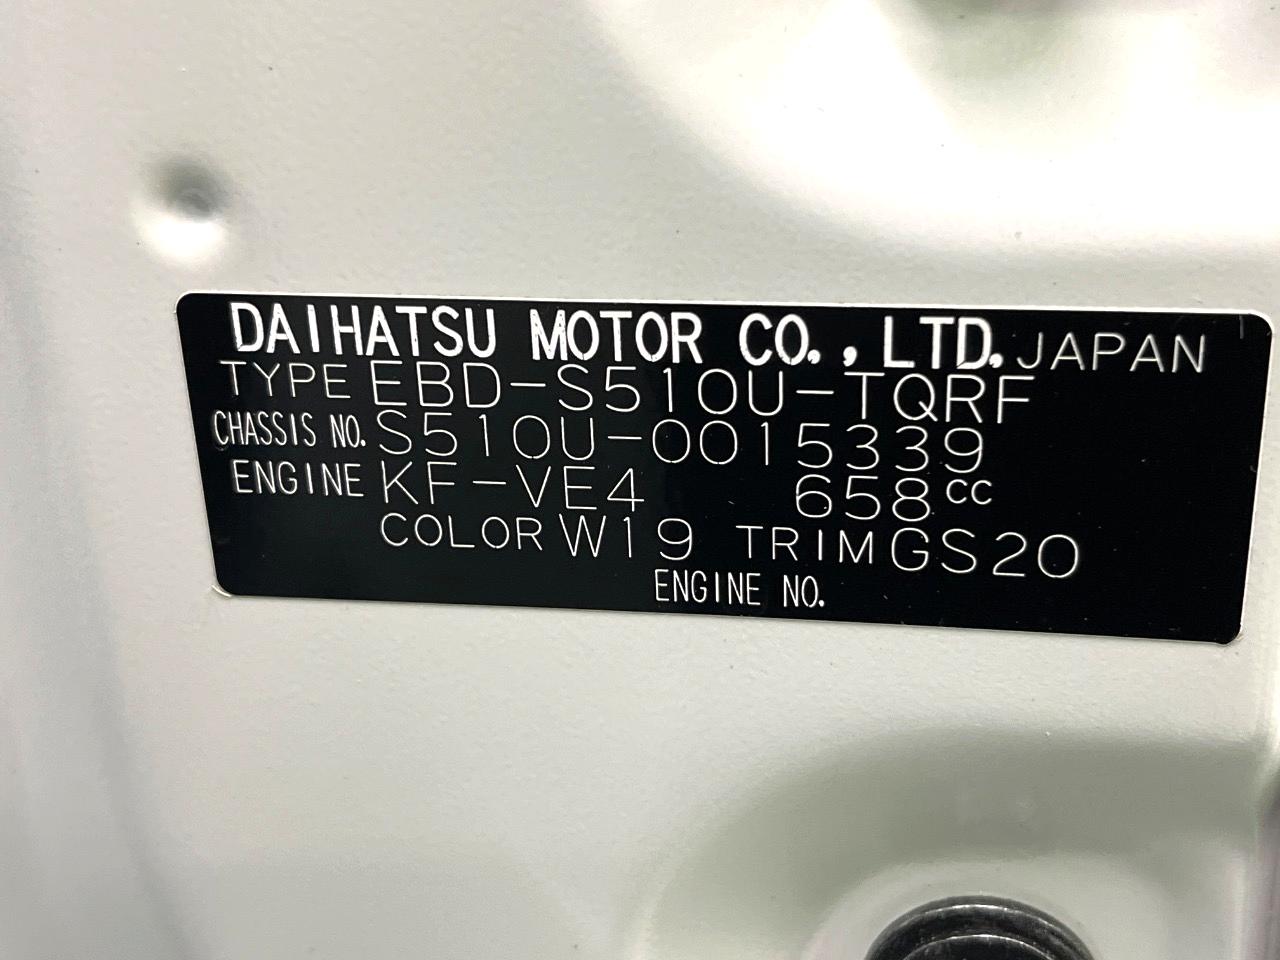 DAIHATSU MOTOR CO., LTD. JAPAN
TYPE EBD-S510U-TQRF
CHASSIS NO. S510U-0015339
ENGINE KF-VE4 658cc
COLOR W19 TRIM GS20
ENGINE NO.